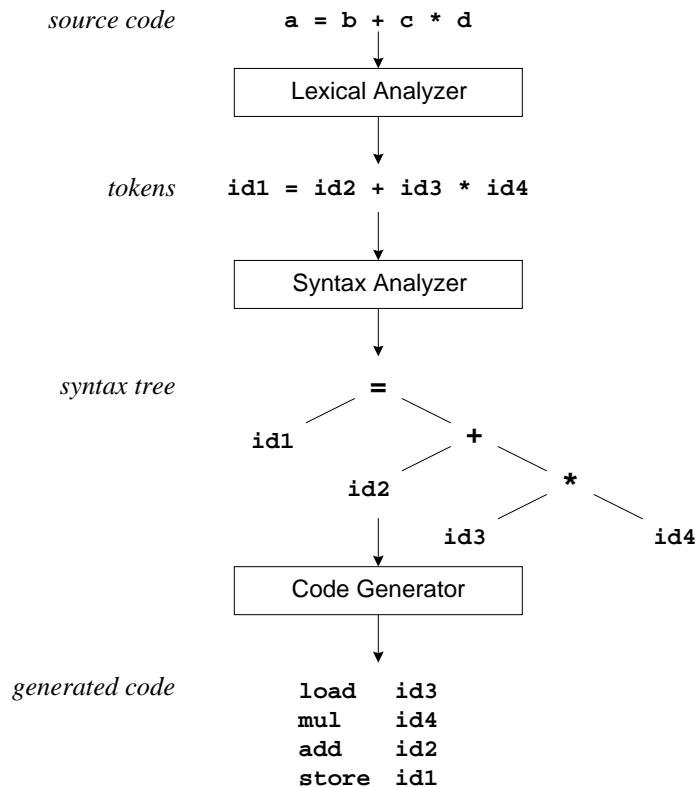 source code a = b + c * d
Lexical Analyzer
tokens id1 = id2 + id3 * id4
Syntax Analyzer
syntax tree =
id1 +
id2 *
id3 id4
Code Generator
generated code load id3
mul id4
add id2
store id1